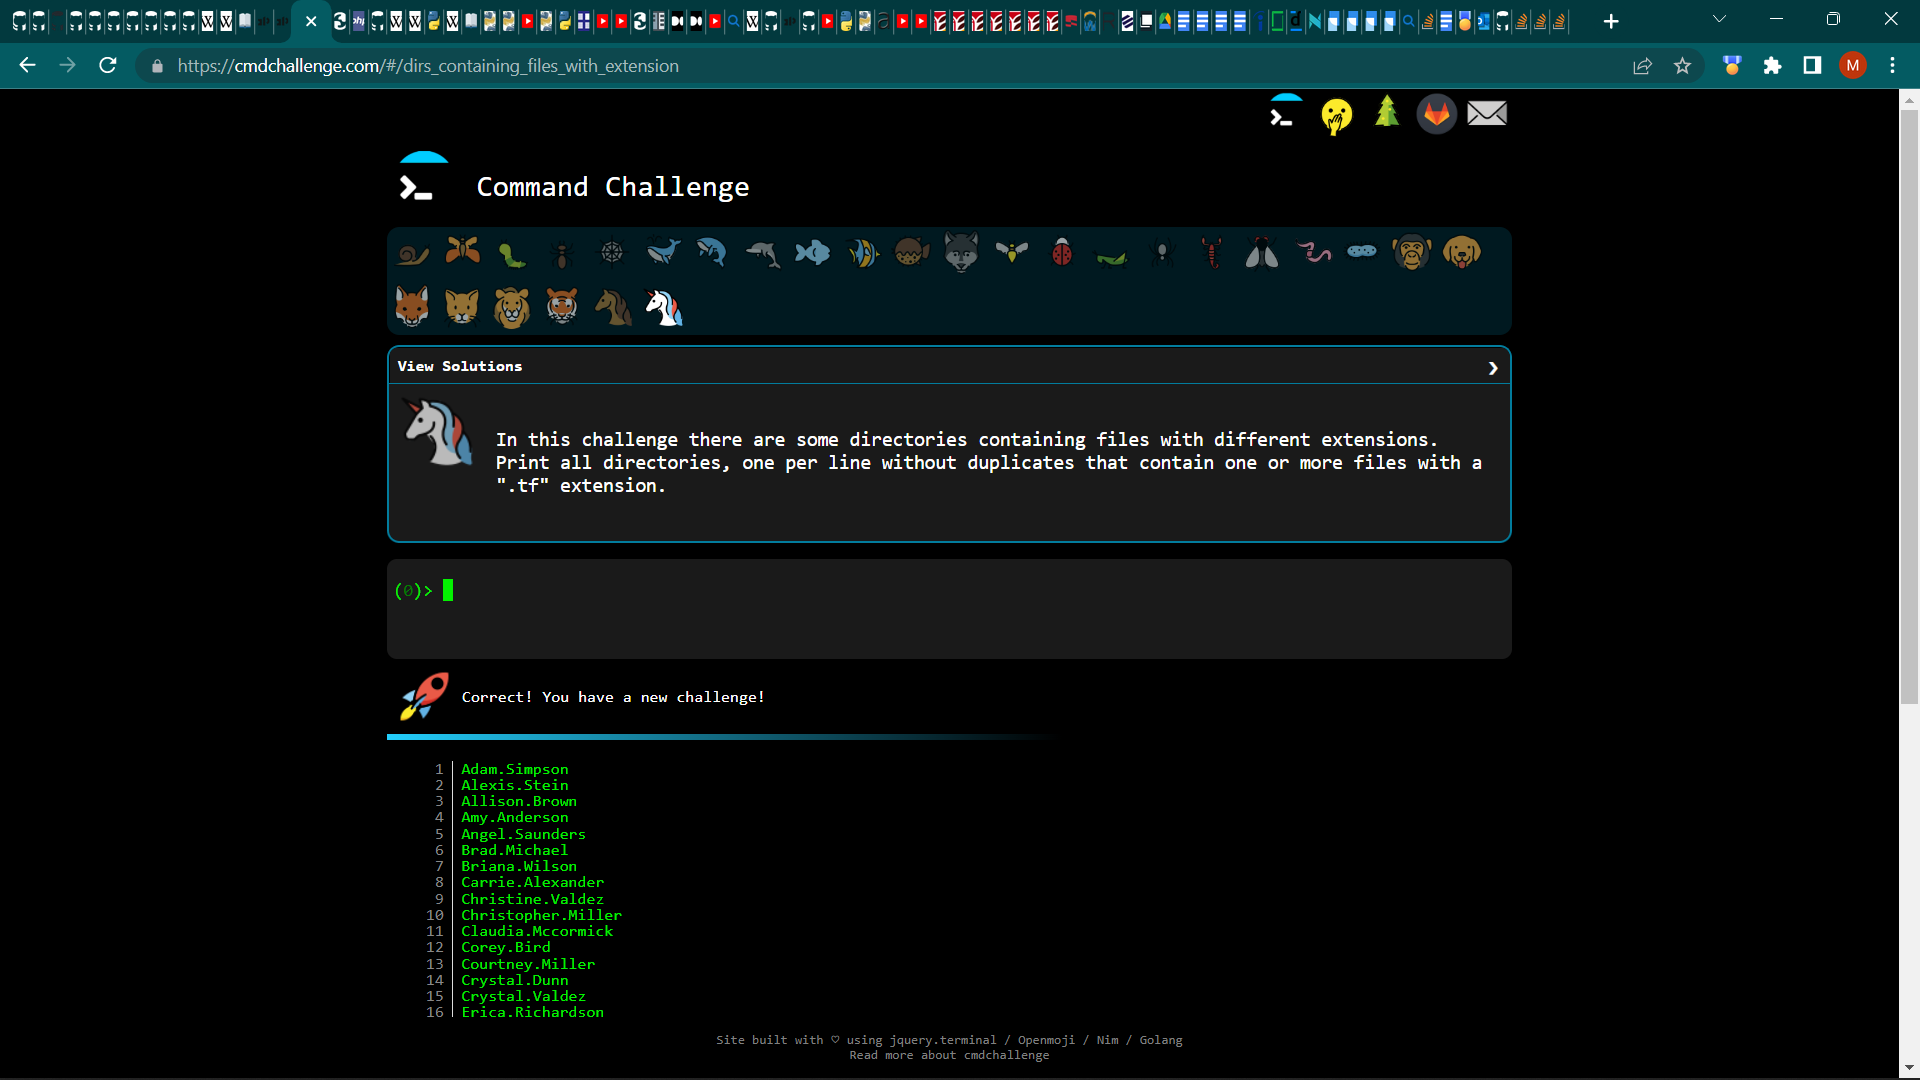 https://cmdchallenge.com/#/dirs_containing_files_with_extension
M
Command Challenge
View Solutions
In this challenge there are some directories containing files with different extensions.
Print all directories, one per line without duplicates that contain one or more files with a
".tf" extension.
(0)>
Correct! You have a new challenge!
1 Adam.Simpson
2 Alexis.Stein
3 Allison.Brown
4 Amy.Anderson
5 Angel.Saunders
6 Brad.Michael
7 Briana.Wilson
8 Carrie.Alexander
9 Christine.Valdez
10 Christopher.Miller
11 Claudia.Mccormick
12 Corey.Bird
13 Courtney.Miller
14 Crystal.Dunn
15 Crystal.Valdez
16 Erica.Richardson
Site built with ♡ using jquery.terminal / Openmoji / Nim / Golang
Read more about cmdchallenge